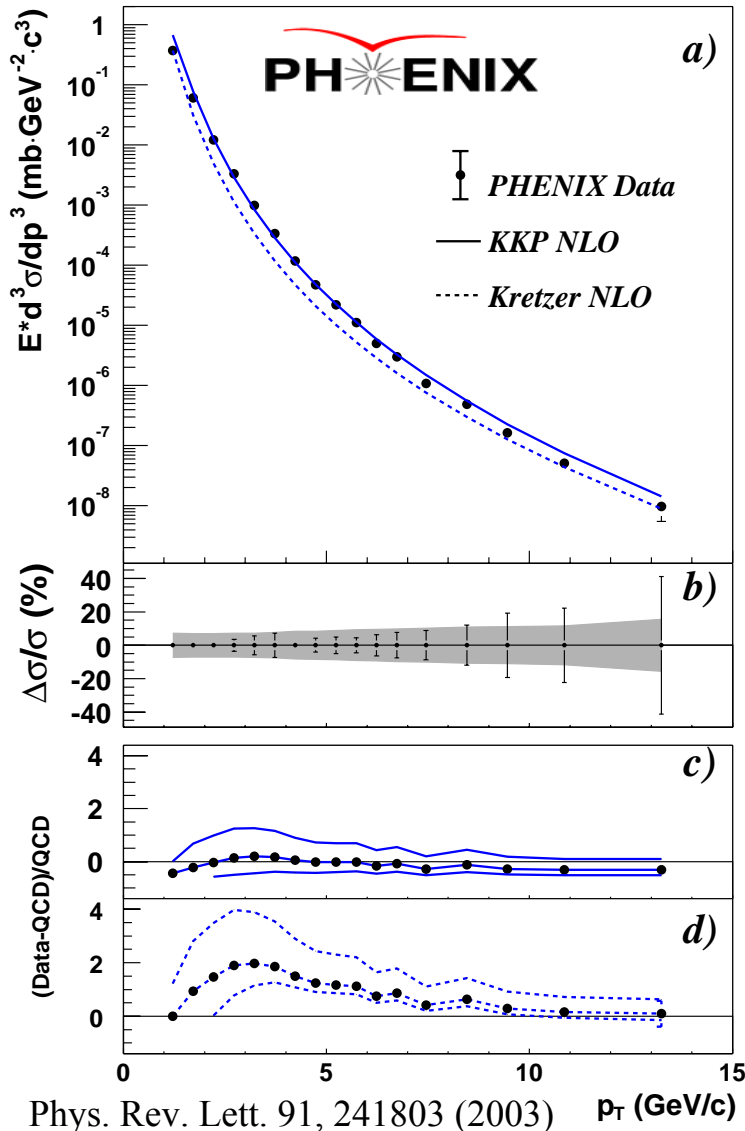 a)
PHENIX
E*d³σ/dp³ (mb·GeV⁻²·c³)
1
10⁻¹
10⁻²
10⁻³
10⁻⁴
10⁻⁵
10⁻⁶
10⁻⁷
10⁻⁸
PHENIX Data
KKP NLO
Kretzer NLO
b)
Δσ/σ (%)
40
20
0
-20
-40
c)
(Data-QCD)/QCD
4
2
0
d)
4
2
0
0 5 10 15
p_T (GeV/c)
Phys. Rev. Lett. 91, 241803 (2003)